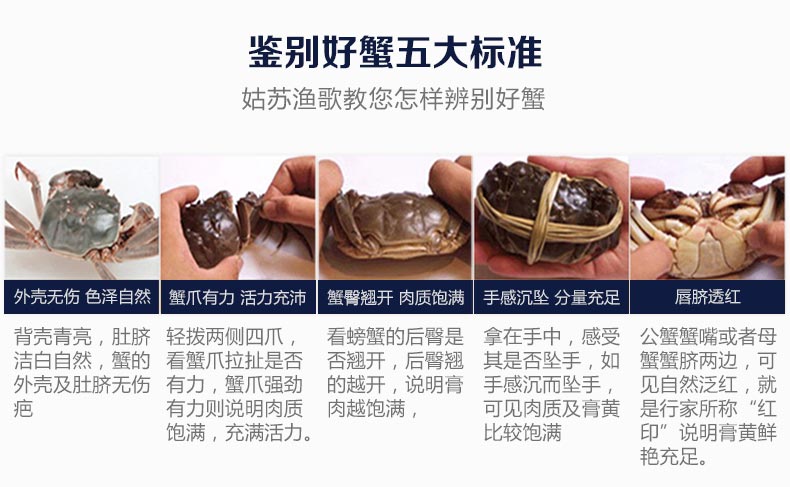 鉴别好蟹五大标准
姑苏渔歌教您怎样辨别好蟹
外壳无伤 色泽自然
背壳青亮，肚脐
洁白自然，蟹的
外壳及肚脐无伤
疤
蟹爪有力 活力充沛
轻拨两侧四爪，
看蟹爪拉扯是否
有力，蟹爪强劲
有力则说明肉质
饱满，充满活力。
蟹臀翘开 肉质饱满
看螃蟹的后臀是
否翘开，后臀翘
的越开，说明膏
肉越饱满，
手感沉坠 分量充足
拿在手中，感受
其是否坠手，如
手感沉而坠手，
可见肉质及膏黄
比较饱满
唇脐透红
公蟹蟹嘴或者母
蟹蟹脐两边，可
见自然泛红，就
是行家所称“红
印”说明膏黄鲜
艳充足。